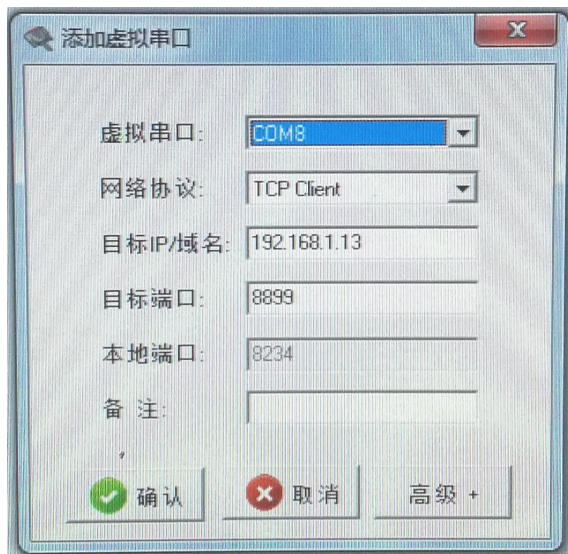 添加虚拟串口
虚拟串口: COM8
网络协议: TCP Client
目标IP/域名: 192.168.1.13
目标端口: 8899
本地端口: 8234
备 注:
确认 取消 高级 +